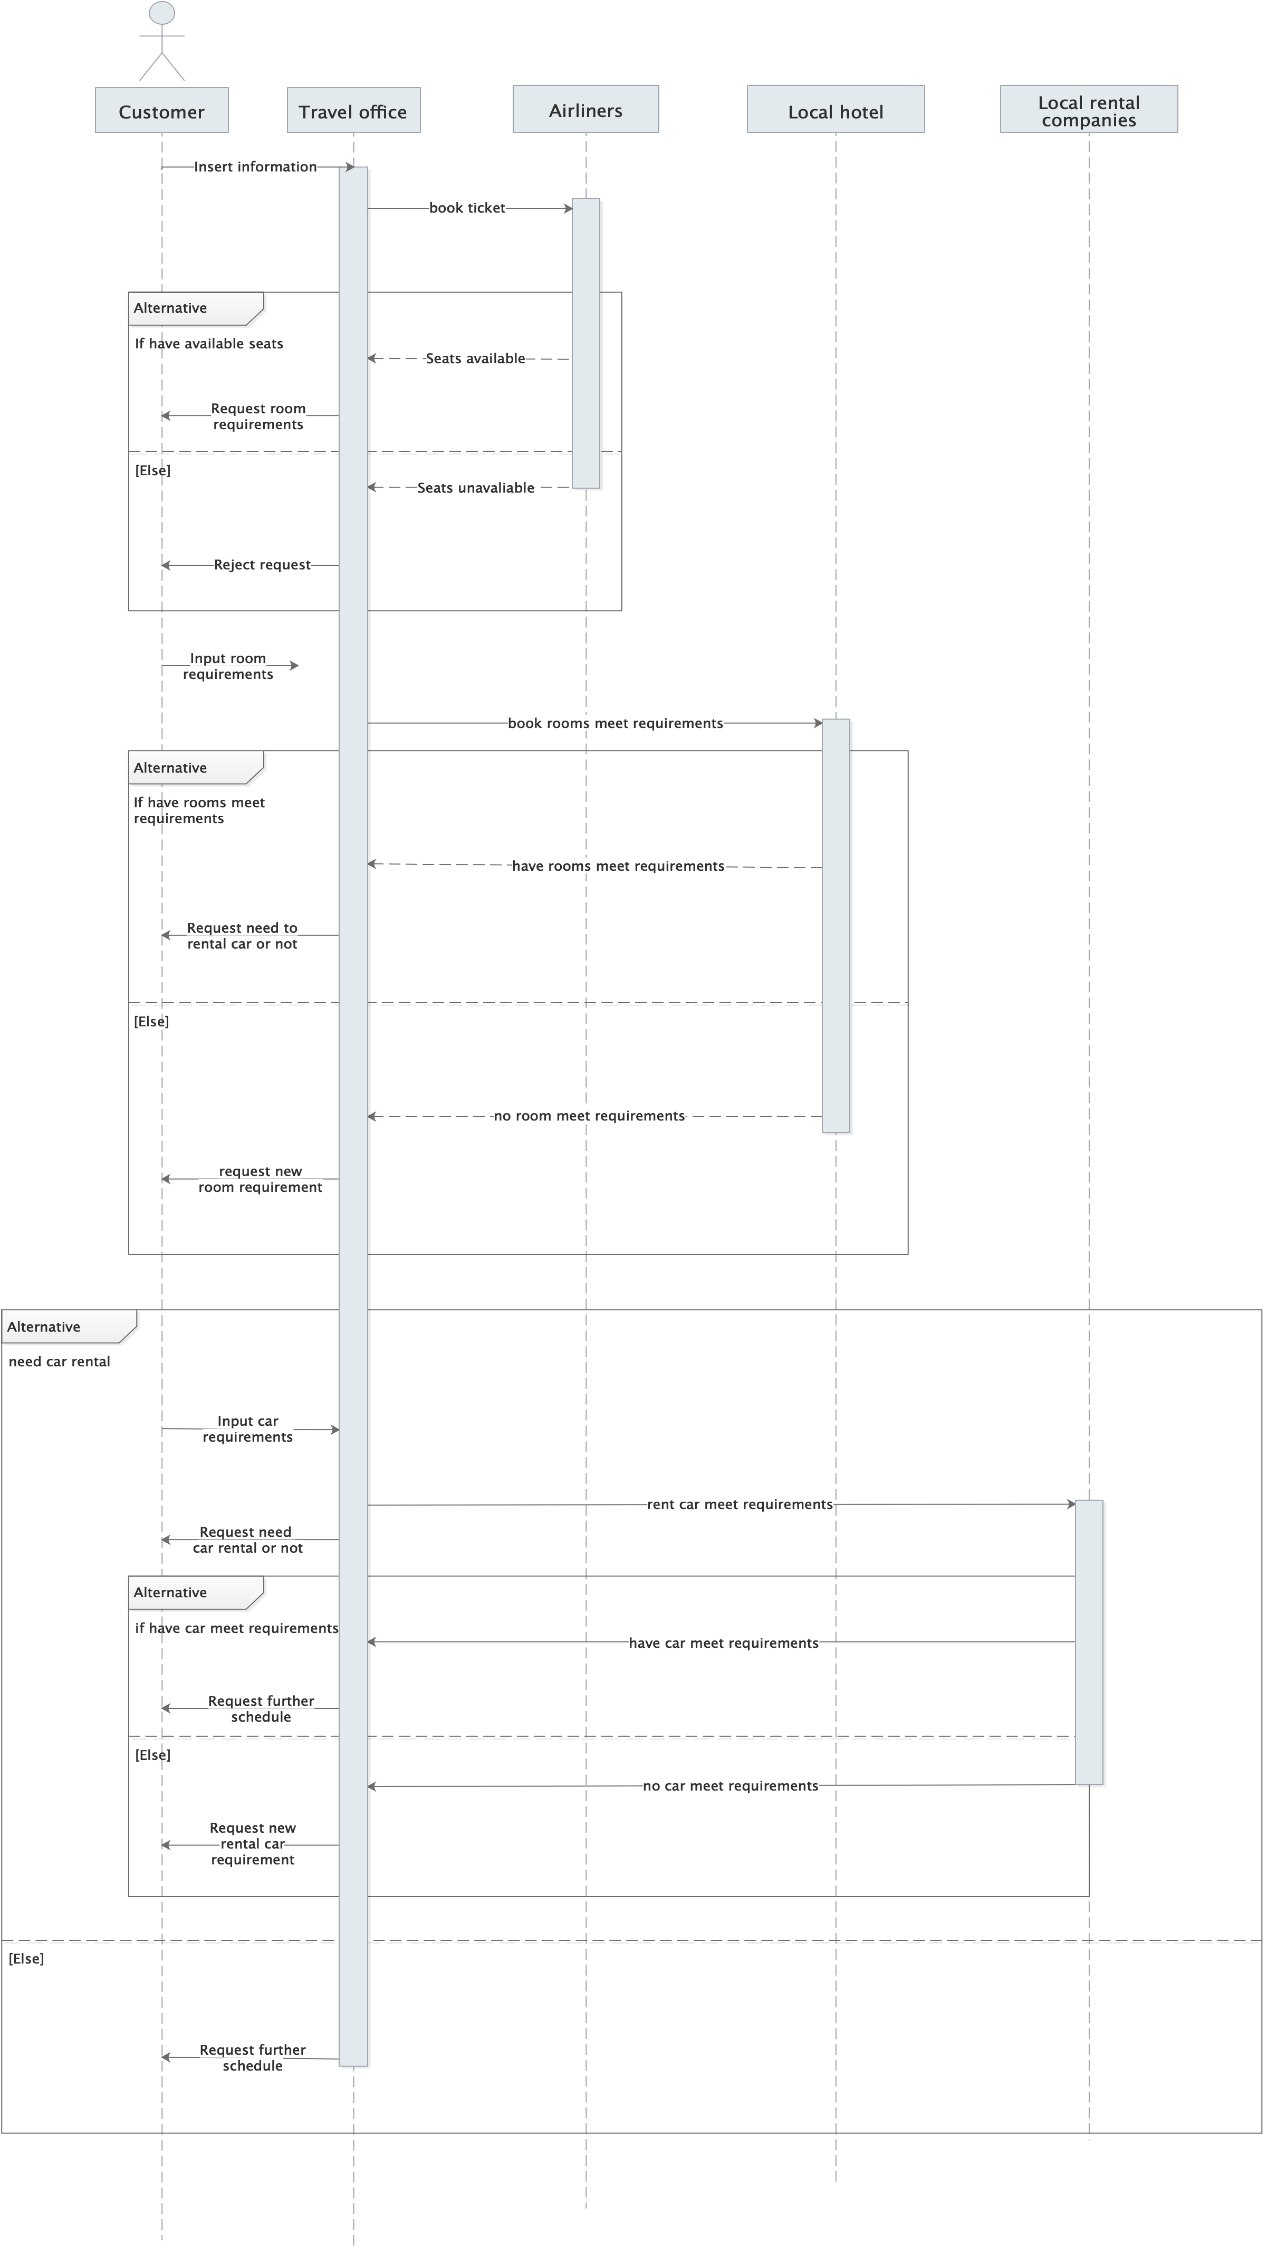 Customer
Travel office
Airliners
Local hotel
Local rental
companies
Insert information
book ticket
Alternative
If have available seats
Seats available
Request room
requirements
[Else]
Seats unavaliable
Reject request
Input room
requirements
book rooms meet requirements
Alternative
If have rooms meet
requirements
have rooms meet requirements
Request need to
rental car or not
[Else]
no room meet requirements
request new
room requirement
Alternative
need car rental
Input car
requirements
rent car meet requirements
Request need
car rental or not
Alternative
if have car meet requirements
have car meet requirements
Request further
schedule
[Else]
no car meet requirements
Request new
rental car
requirement
[Else]
Request further
schedule